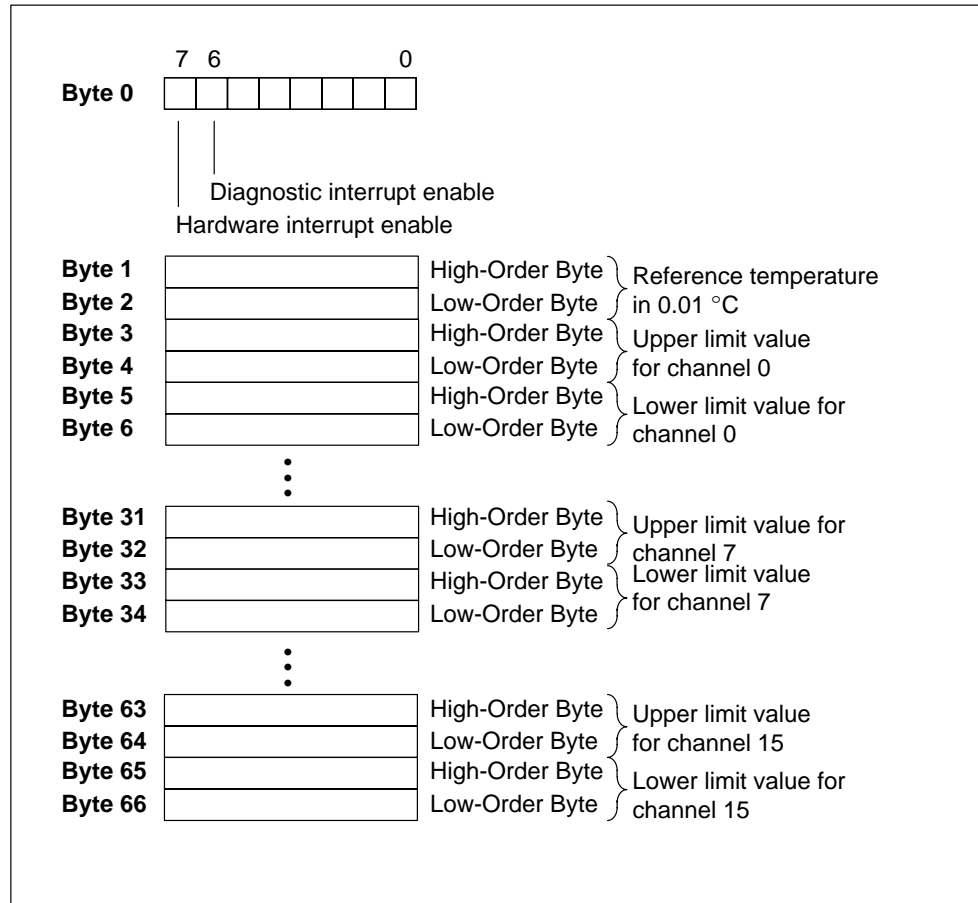 7 6 0
Byte 0
Diagnostic interrupt enable
Hardware interrupt enable
Byte 1 High-Order Byte
Reference temperature
Byte 2 Low-Order Byte
in 0.01 °C
Byte 3 High-Order Byte
Upper limit value
Byte 4 Low-Order Byte
for channel 0
Byte 5 High-Order Byte
Lower limit value for
Byte 6 Low-Order Byte
channel 0
Byte 31 High-Order Byte
Upper limit value for
Byte 32 Low-Order Byte
channel 7
Byte 33 High-Order Byte
Lower limit value
Byte 34 Low-Order Byte
for channel 7
Byte 63 High-Order Byte
Upper limit value
Byte 64 Low-Order Byte
for channel 15
Byte 65 High-Order Byte
Lower limit value for
Byte 66 Low-Order Byte
channel 15